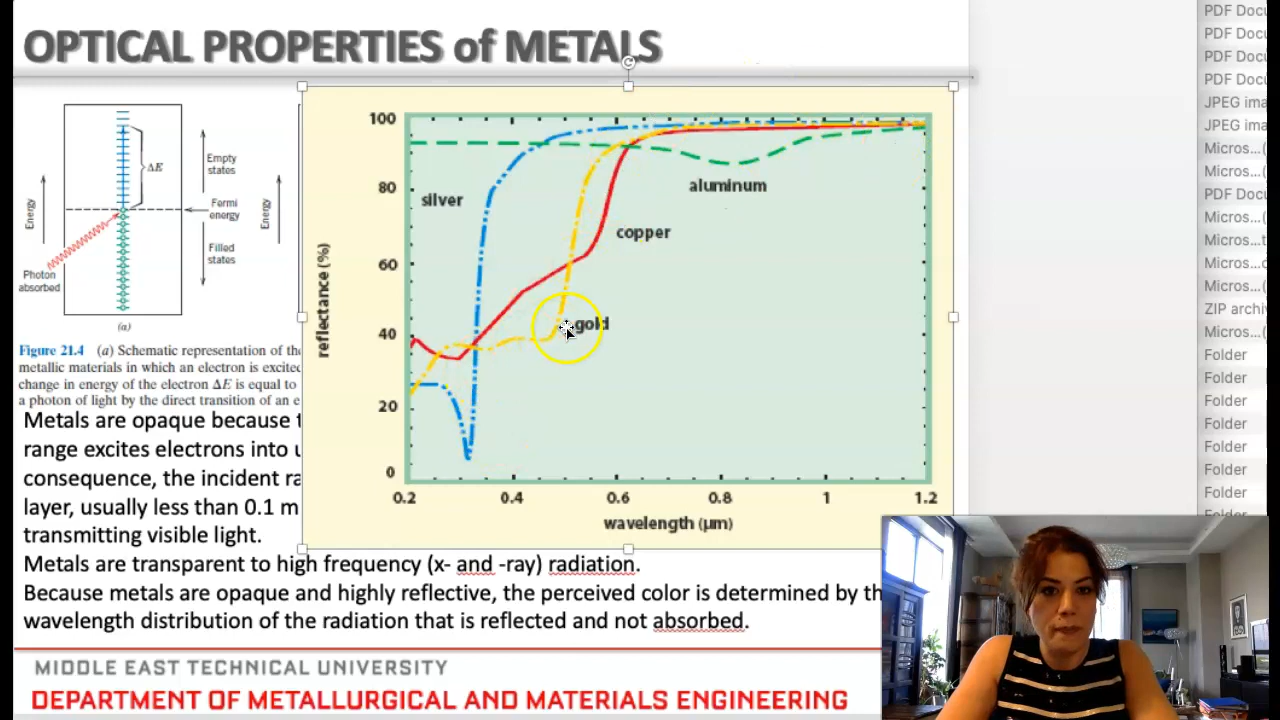 OPTICAL PROPERTIES of METALS
ΔE
Empty
states
Fermi
energy
Filled
states
Energy
Energy
Photon
absorbed
(a)
Figure 21.4 (a) Schematic representation of the
metallic materials in which an electron is excited
change in energy of the electron ΔE is equal to
a photon of light by the direct transition of an e
100
80
60
40
20
0
reflectance (%)
silver
aluminum
copper
gold
0.2 0.4 0.6 0.8 1 1.2
wavelength (μm)
Metals are opaque because t
range excites electrons into u
consequence, the incident ra
layer, usually less than 0.1 m
transmitting visible light.
Metals are transparent to high frequency (x- and -ray) radiation.
Because metals are opaque and highly reflective, the perceived color is determined by th
wavelength distribution of the radiation that is reflected and not absorbed.
MIDDLE EAST TECHNICAL UNIVERSITY
DEPARTMENT OF METALLURGICAL AND MATERIALS ENGINEERING
PDF Docu
PDF Docu
PDF Docu
PDF Docu
JPEG ima
JPEG ima
Micros...(
Micros...(
PDF Docu
Micros...(
Micros...t
Micros...c
Micros...(
ZIP archiv
Micros...(
Folder
Folder
Folder
Folder
Folder
Folder
Folder
Folder